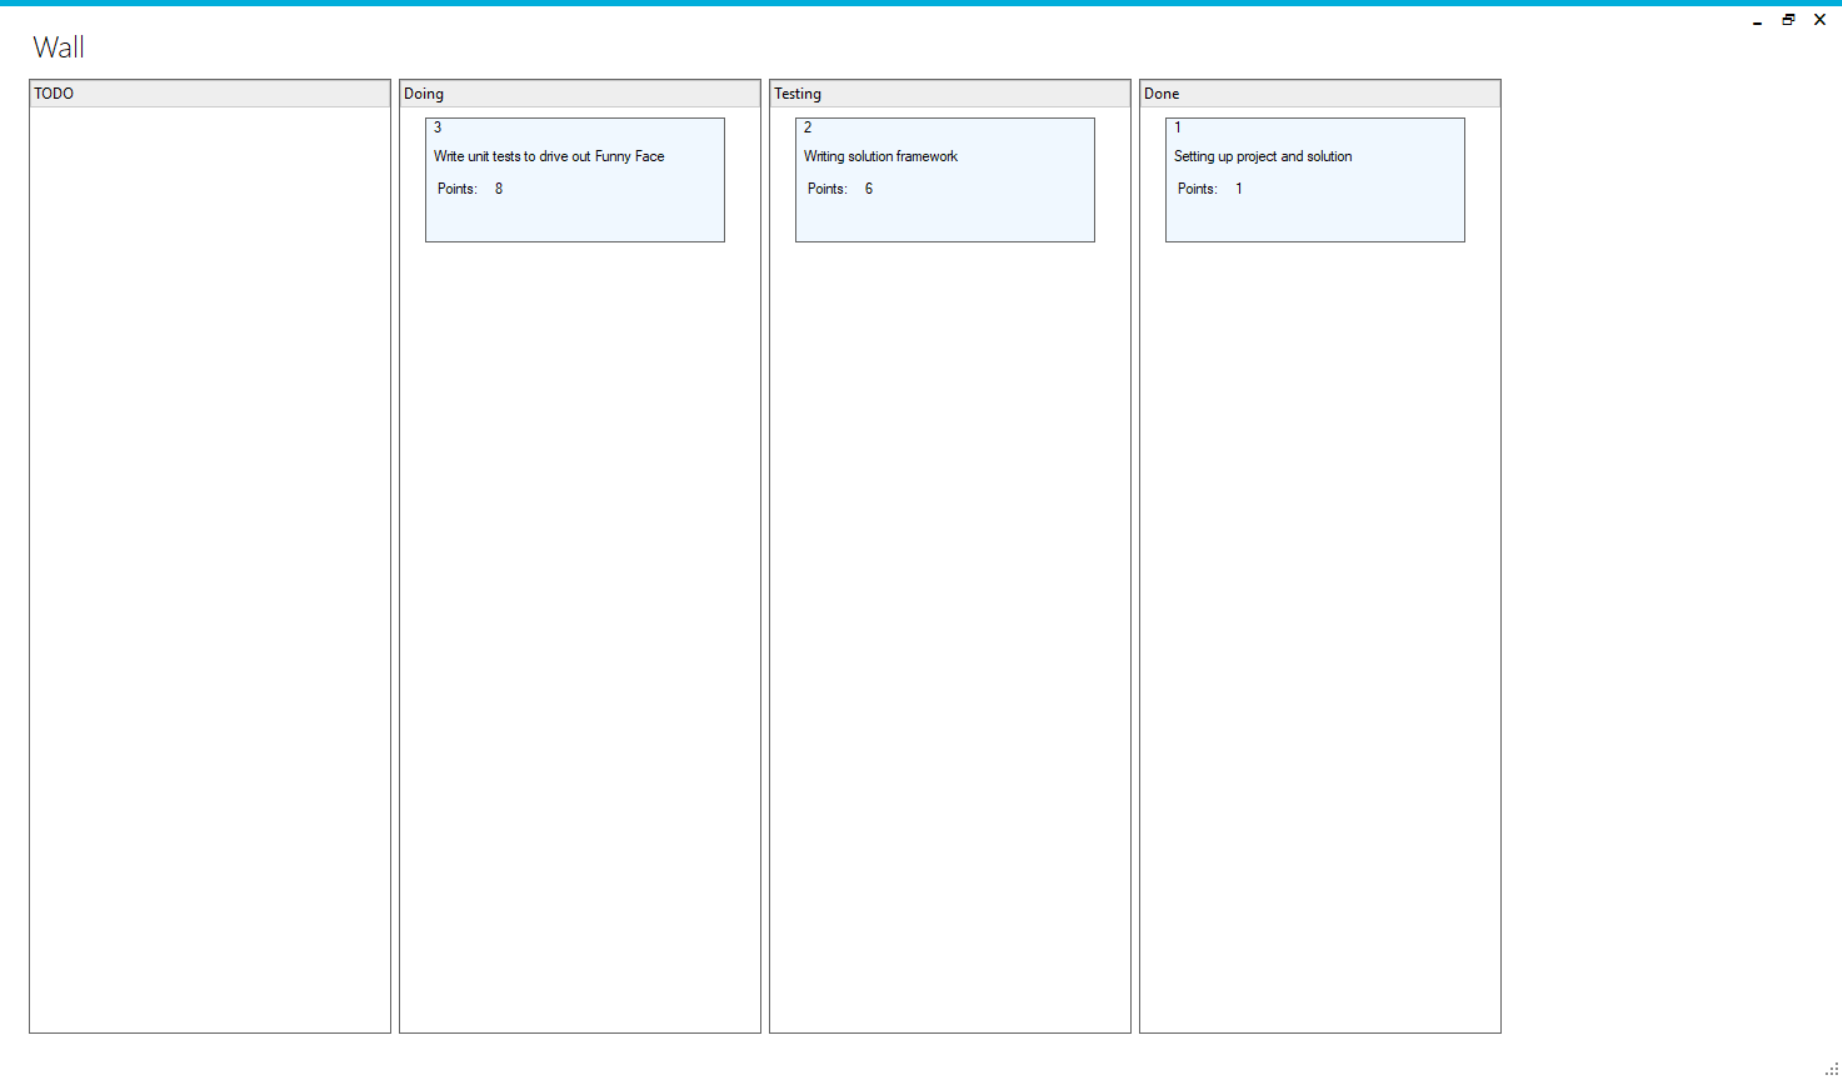 Wall
TODO
Doing
Testing
Done
3
Write unit tests to drive out Funny Face
Points: 8
2
Writing solution framework
Points: 6
1
Setting up project and solution
Points: 1